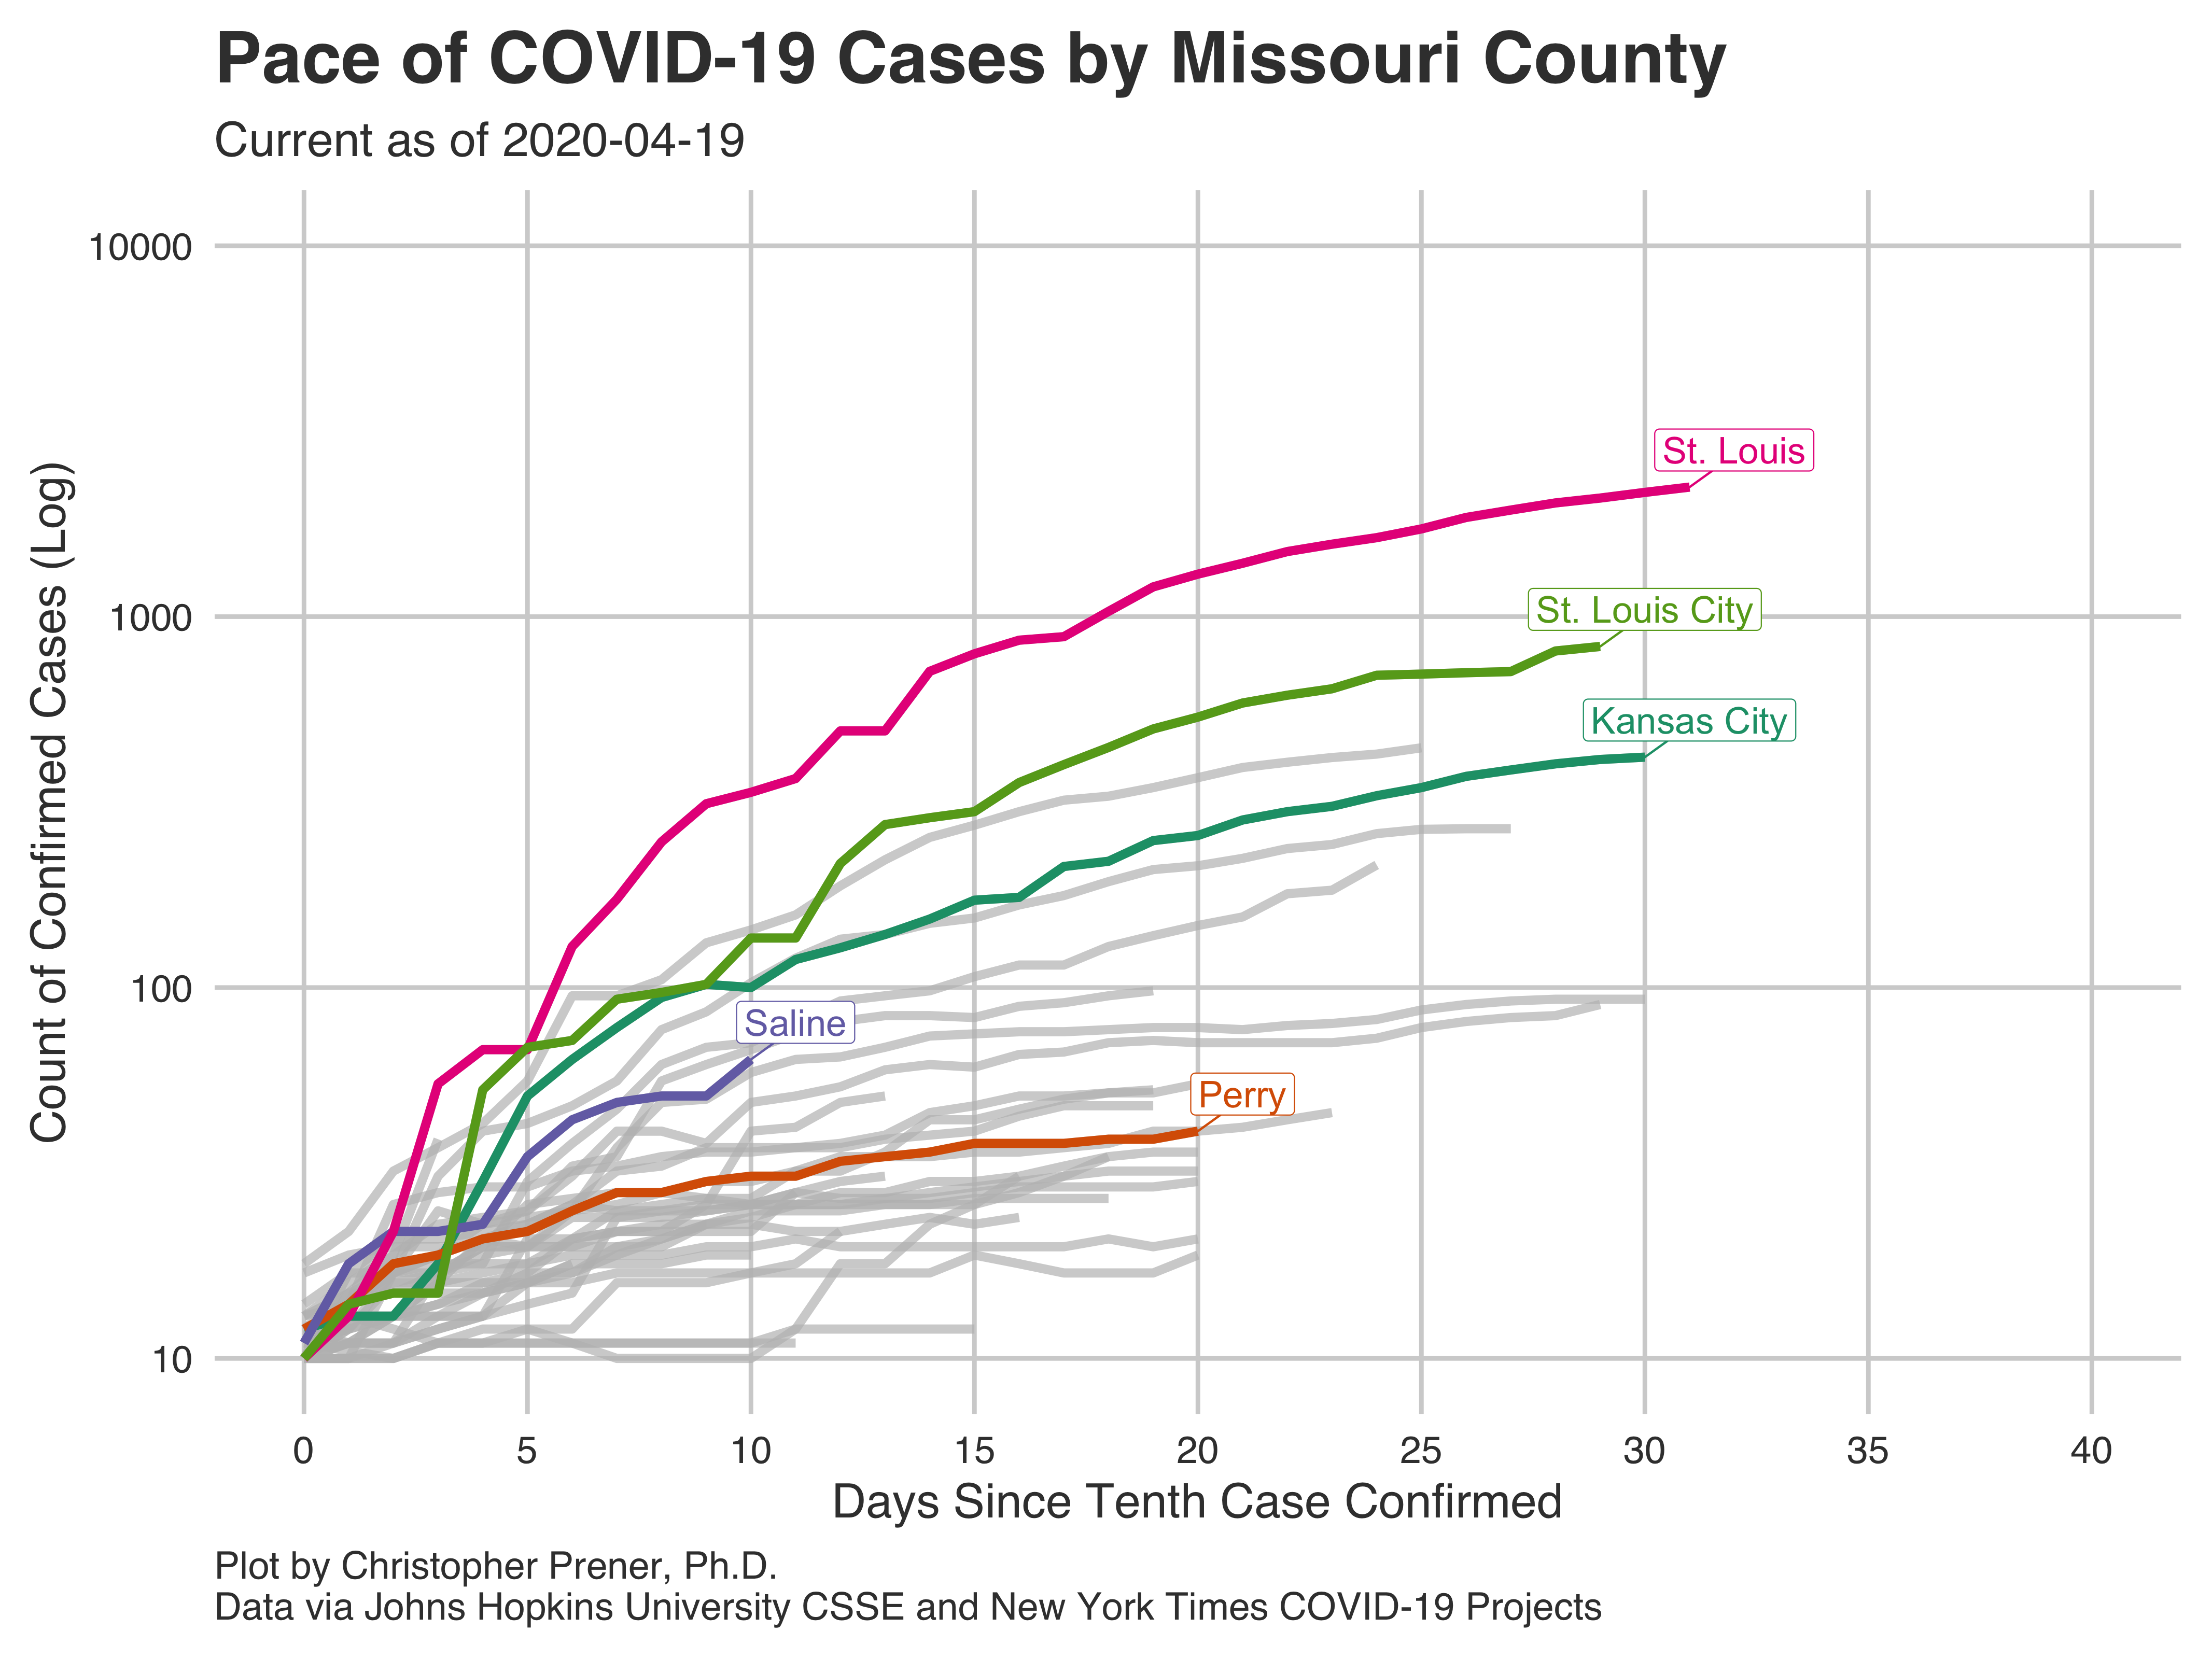 Pace of COVID-19 Cases by Missouri County
Current as of 2020-04-19
Count of Confirmed Cases (Log)
10000
1000
100
10
St. Louis
St. Louis City
Kansas City
Saline
Perry
0 5 10 15 20 25 30 35 40
Days Since Tenth Case Confirmed
Plot by Christopher Prener, Ph.D.
Data via Johns Hopkins University CSSE and New York Times COVID-19 Projects